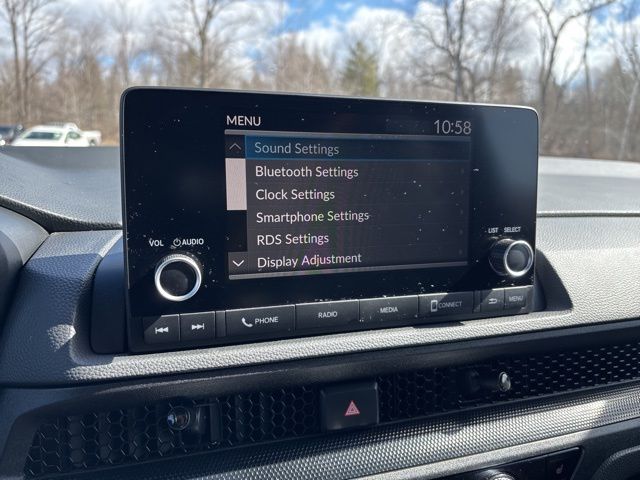 MENU
10:58
Sound Settings
Bluetooth Settings
Clock Settings
Smartphone Settings
RDS Settings
Display Adjustment
VOL AUDIO
LIST SELECT
PHONE
RADIO
MEDIA
CONNECT
MENU